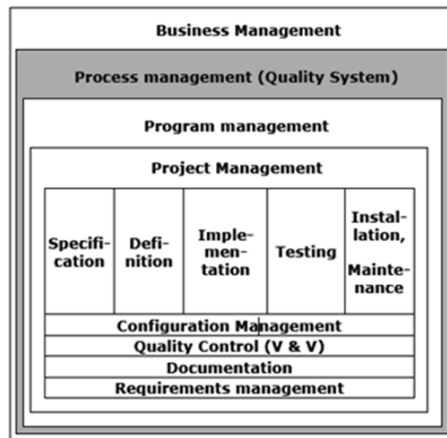 Business Management
Process management (Quality System)
Program management
Project Management
Specifi-
cation
Defi-
nition
Imple-
men-
tation
Testing
Instal-
lation,
Mainte-
nance
Configuration Management
Quality Control (V & V)
Documentation
Requirements management